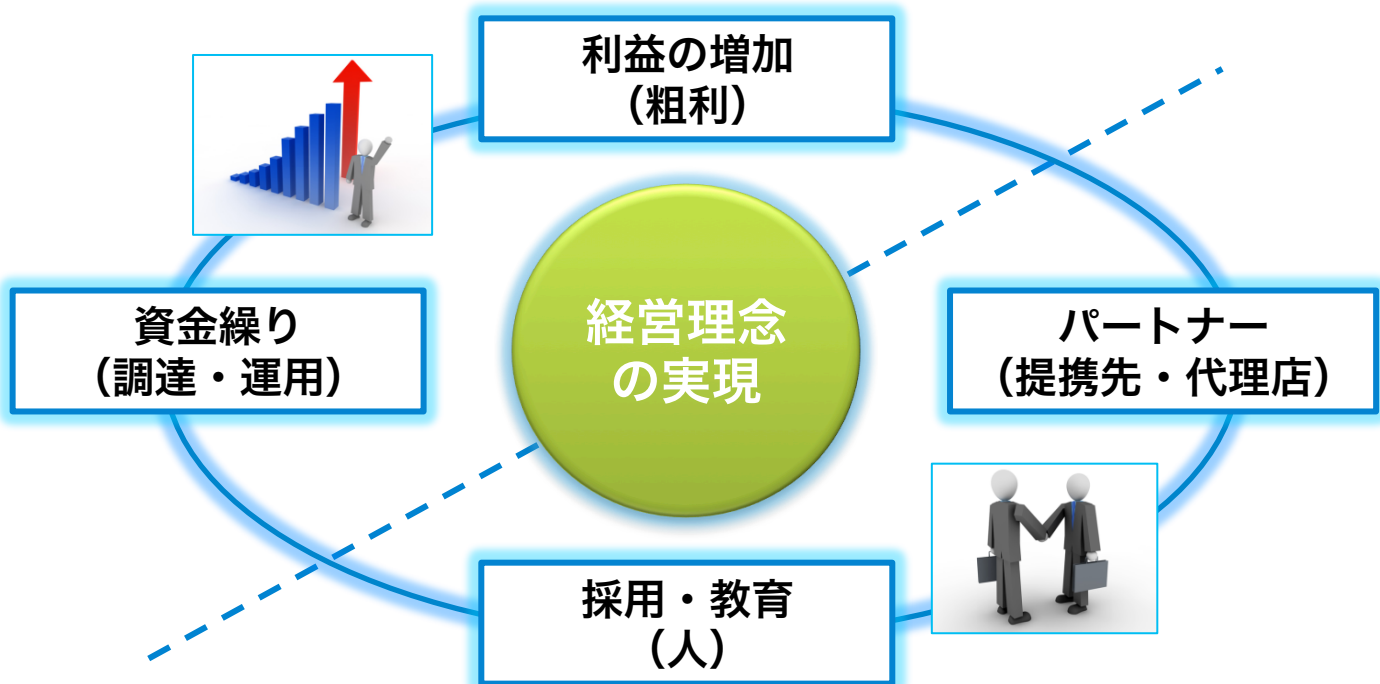 利益の増加
（粗利）
資金繰り
（調達・運用）
経営理念
の実現
パートナー
（提携先・代理店）
採用・教育
（人）